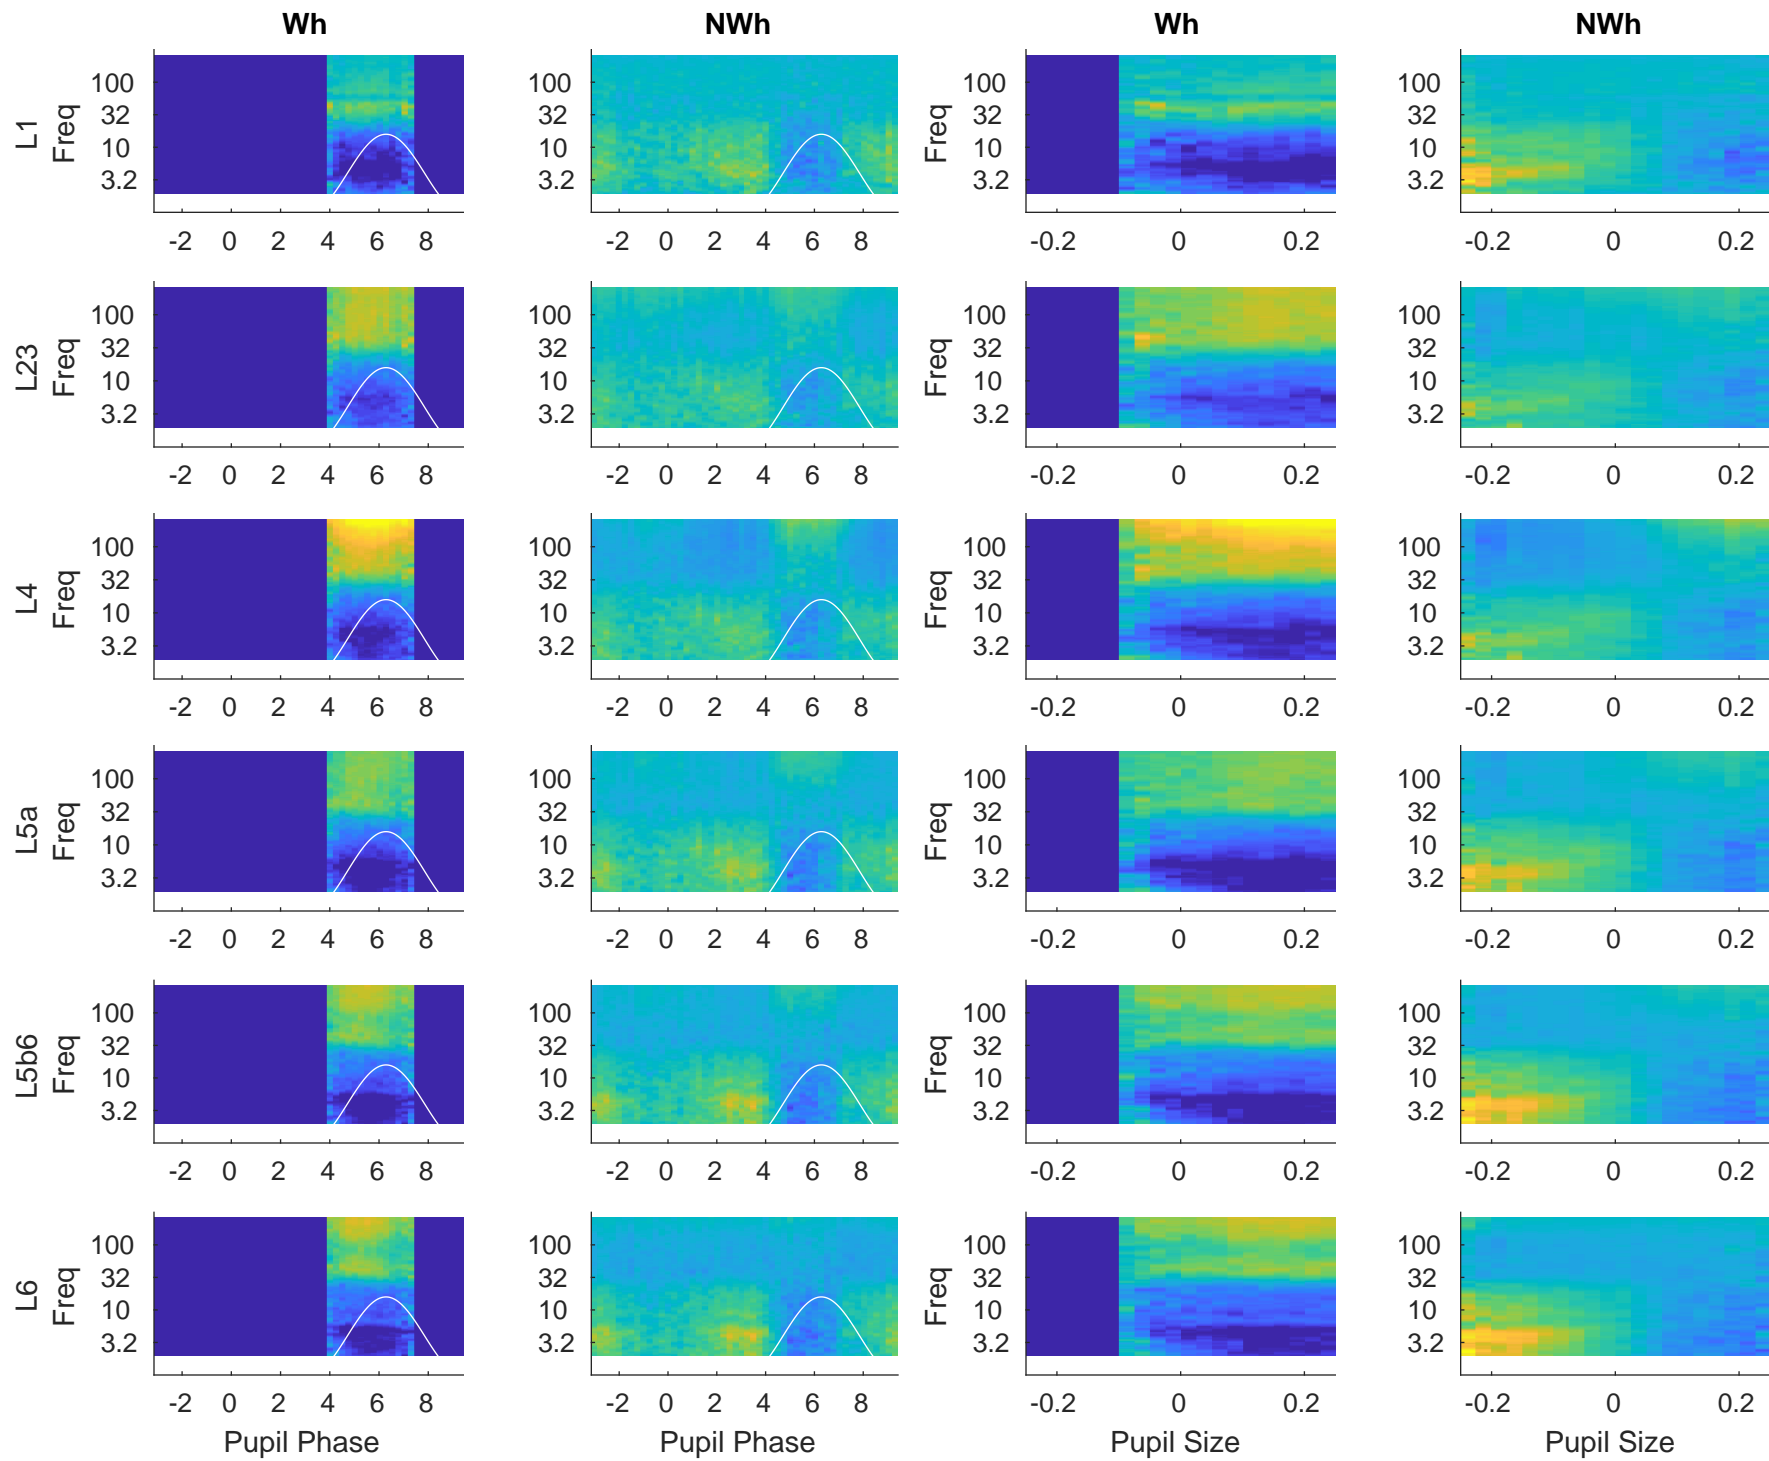 Wh NWh Wh NWh
L1 Freq 100 32 10 3.2 100 32 10 3.2 Freq 100 32 10 3.2 100 32 10 3.2
-2 0 2 4 6 8 -2 0 2 4 6 8 -0.2 0 0.2 -0.2 0 0.2
L23 Freq 100 32 10 3.2 100 32 10 3.2 Freq 100 32 10 3.2 100 32 10 3.2
-2 0 2 4 6 8 -2 0 2 4 6 8 -0.2 0 0.2 -0.2 0 0.2
L4 Freq 100 32 10 3.2 100 32 10 3.2 Freq 100 32 10 3.2 100 32 10 3.2
-2 0 2 4 6 8 -2 0 2 4 6 8 -0.2 0 0.2 -0.2 0 0.2
L5a Freq 100 32 10 3.2 100 32 10 3.2 Freq 100 32 10 3.2 100 32 10 3.2
-2 0 2 4 6 8 -2 0 2 4 6 8 -0.2 0 0.2 -0.2 0 0.2
L5b6 Freq 100 32 10 3.2 100 32 10 3.2 Freq 100 32 10 3.2 100 32 10 3.2
-2 0 2 4 6 8 -2 0 2 4 6 8 -0.2 0 0.2 -0.2 0 0.2
L6 Freq 100 32 10 3.2 100 32 10 3.2 Freq 100 32 10 3.2 100 32 10 3.2
-2 0 2 4 6 8 -2 0 2 4 6 8 -0.2 0 0.2 -0.2 0 0.2
Pupil Phase Pupil Phase Pupil Size Pupil Size